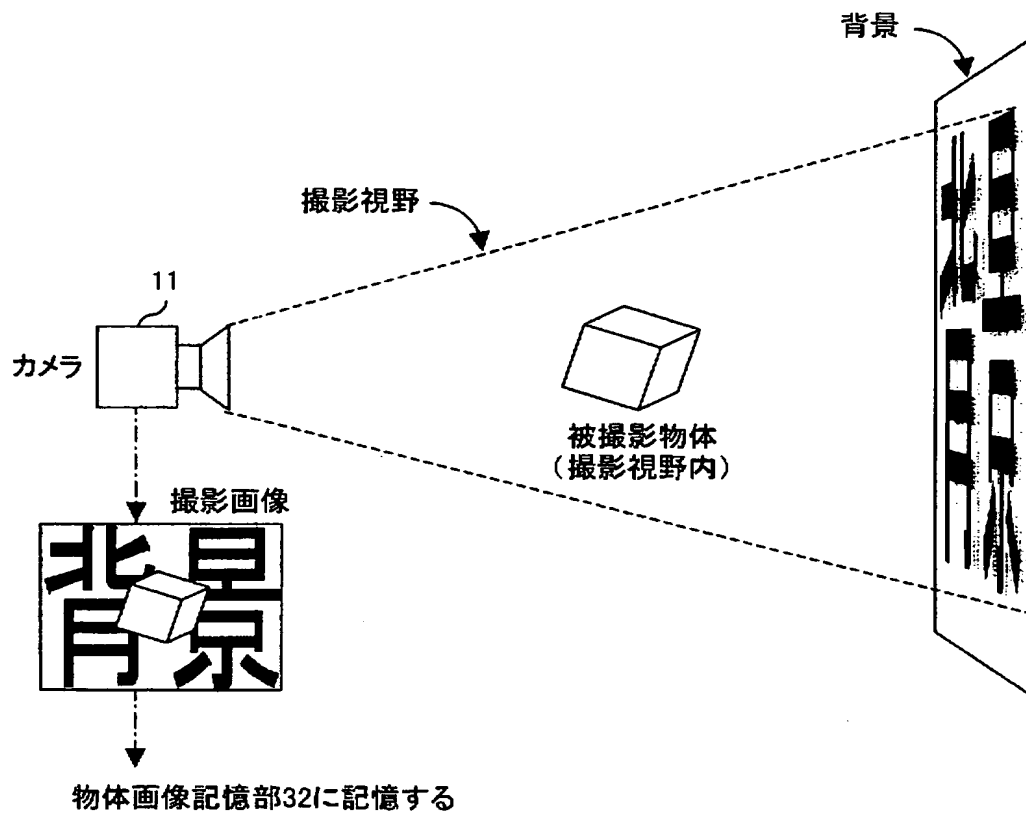 背景
撮影視野
11
カメラ
被撮影物体
(撮影視野内)
撮影画像
背景
物体画像記憶部32に記憶する
背景